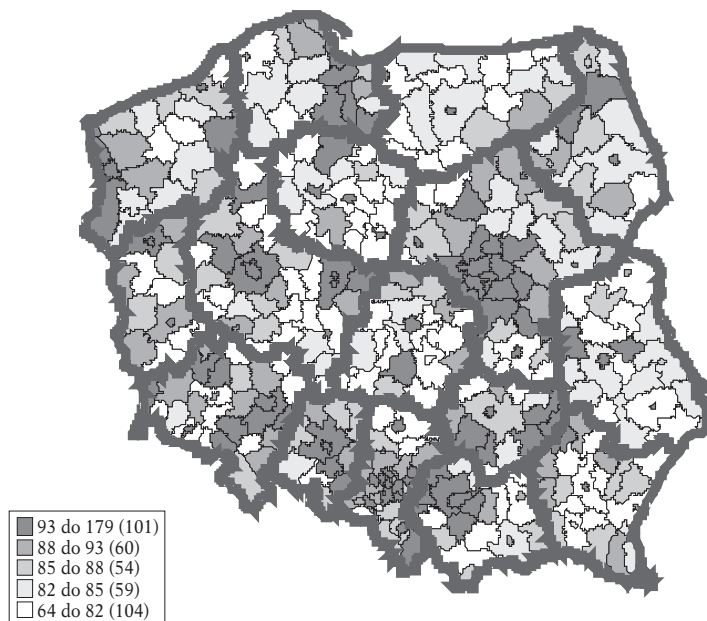 93 do 179 (101)
88 do 93 (60)
85 do 88 (54)
82 do 85 (59)
64 do 82 (104)